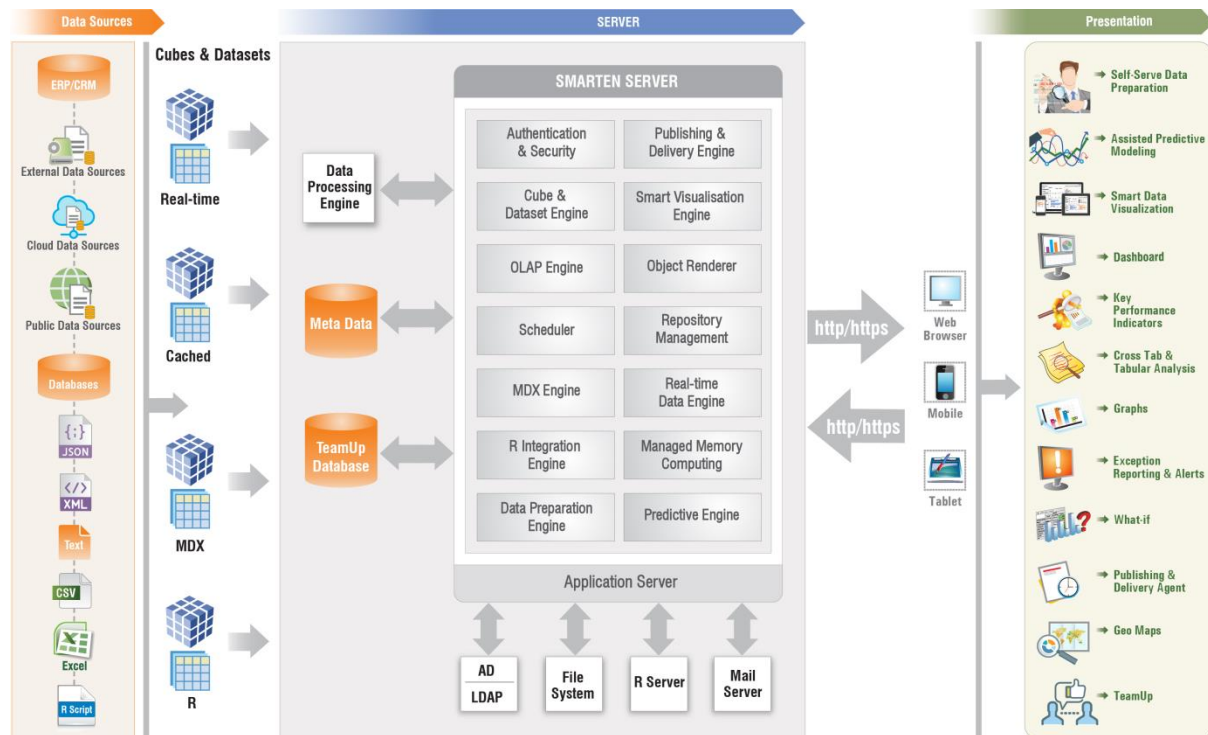 Data Sources
SERVER
Presentation
ERP/CRM
External Data Sources
Cloud Data Sources
Public Data Sources
Databases
{;}
JSON
</>
XML
Text
CSV
X
Excel
R Script
Cubes & Datasets
Real-time
Cached
MDX
R
Data
Processing
Engine
Meta Data
TeamUp
Database
SMARTEN SERVER
Authentication
& Security
Publishing &
Delivery Engine
Cube &
Dataset Engine
Smart Visualisation
Engine
OLAP Engine
Object Renderer
Scheduler
Repository
Management
MDX Engine
Real-time
Data Engine
R Integration
Engine
Managed Memory
Computing
Data Preparation
Engine
Predictive Engine
Application Server
AD
LDAP
File
System
R Server
Mail
Server
http/https
http/https
Web
Browser
Mobile
Tablet
Self-Serve Data
Preparation
Assisted Predictive
Modeling
Smart Data
Visualization
Dashboard
Key
Performance
Indicators
Cross Tab &
Tabular Analysis
Graphs
!
Exception
Reporting & Alerts
?
What-if
Publishing &
Delivery Agent
Geo Maps
TeamUp